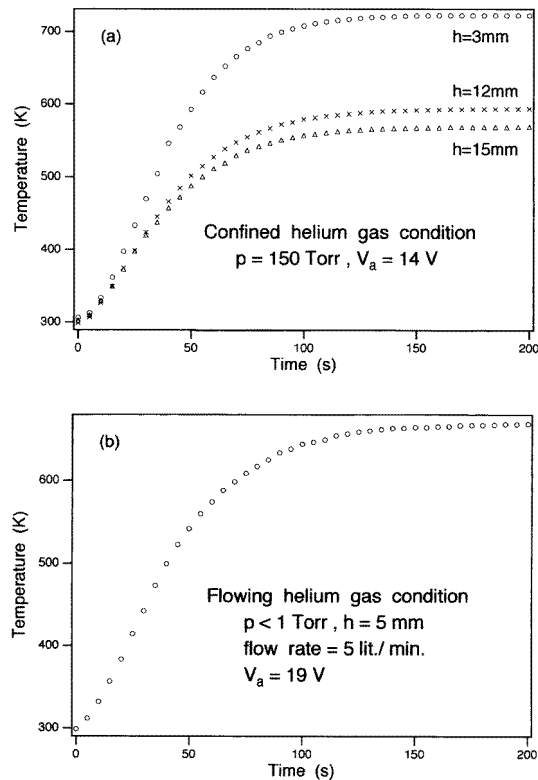 (a)
h=3mm
h=12mm
h=15mm
Confined helium gas condition
p = 150 Torr , Va = 14 V
Temperature (K)
700
600
500
400
300
0
50
100
150
200
Time (s)
(b)
Flowing helium gas condition
p < 1 Torr , h = 5 mm
flow rate = 5 lit./ min.
Va = 19 V
Temperature (K)
600
500
400
300
0
50
100
150
200
Time (s)